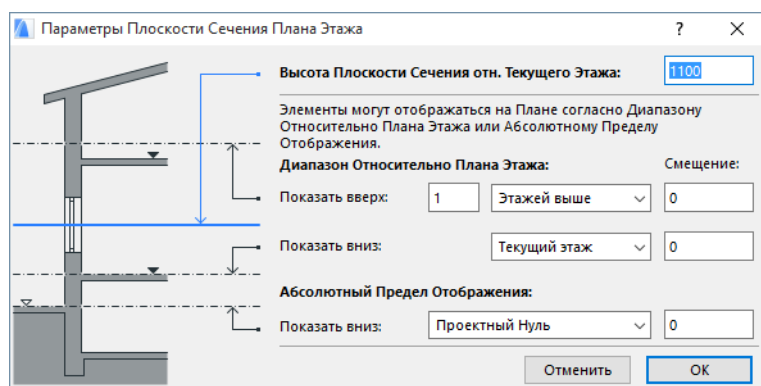 Параметры Плоскости Сечения Плана Этажа
?
Высота Плоскости Сечения отн. Текущего Этажа: 1100
Элементы могут отображаться на Плане согласно Диапазону
Относительно Плана Этажа или Абсолютному Пределу
Отображения.
Диапазон Относительно Плана Этажа: Смещение:
Показать вверх: 1 Этажей выше 0
Показать вниз: Текущий этаж 0
Абсолютный Предел Отображения:
Показать вниз: Проектный Нуль 0
Отменить OK